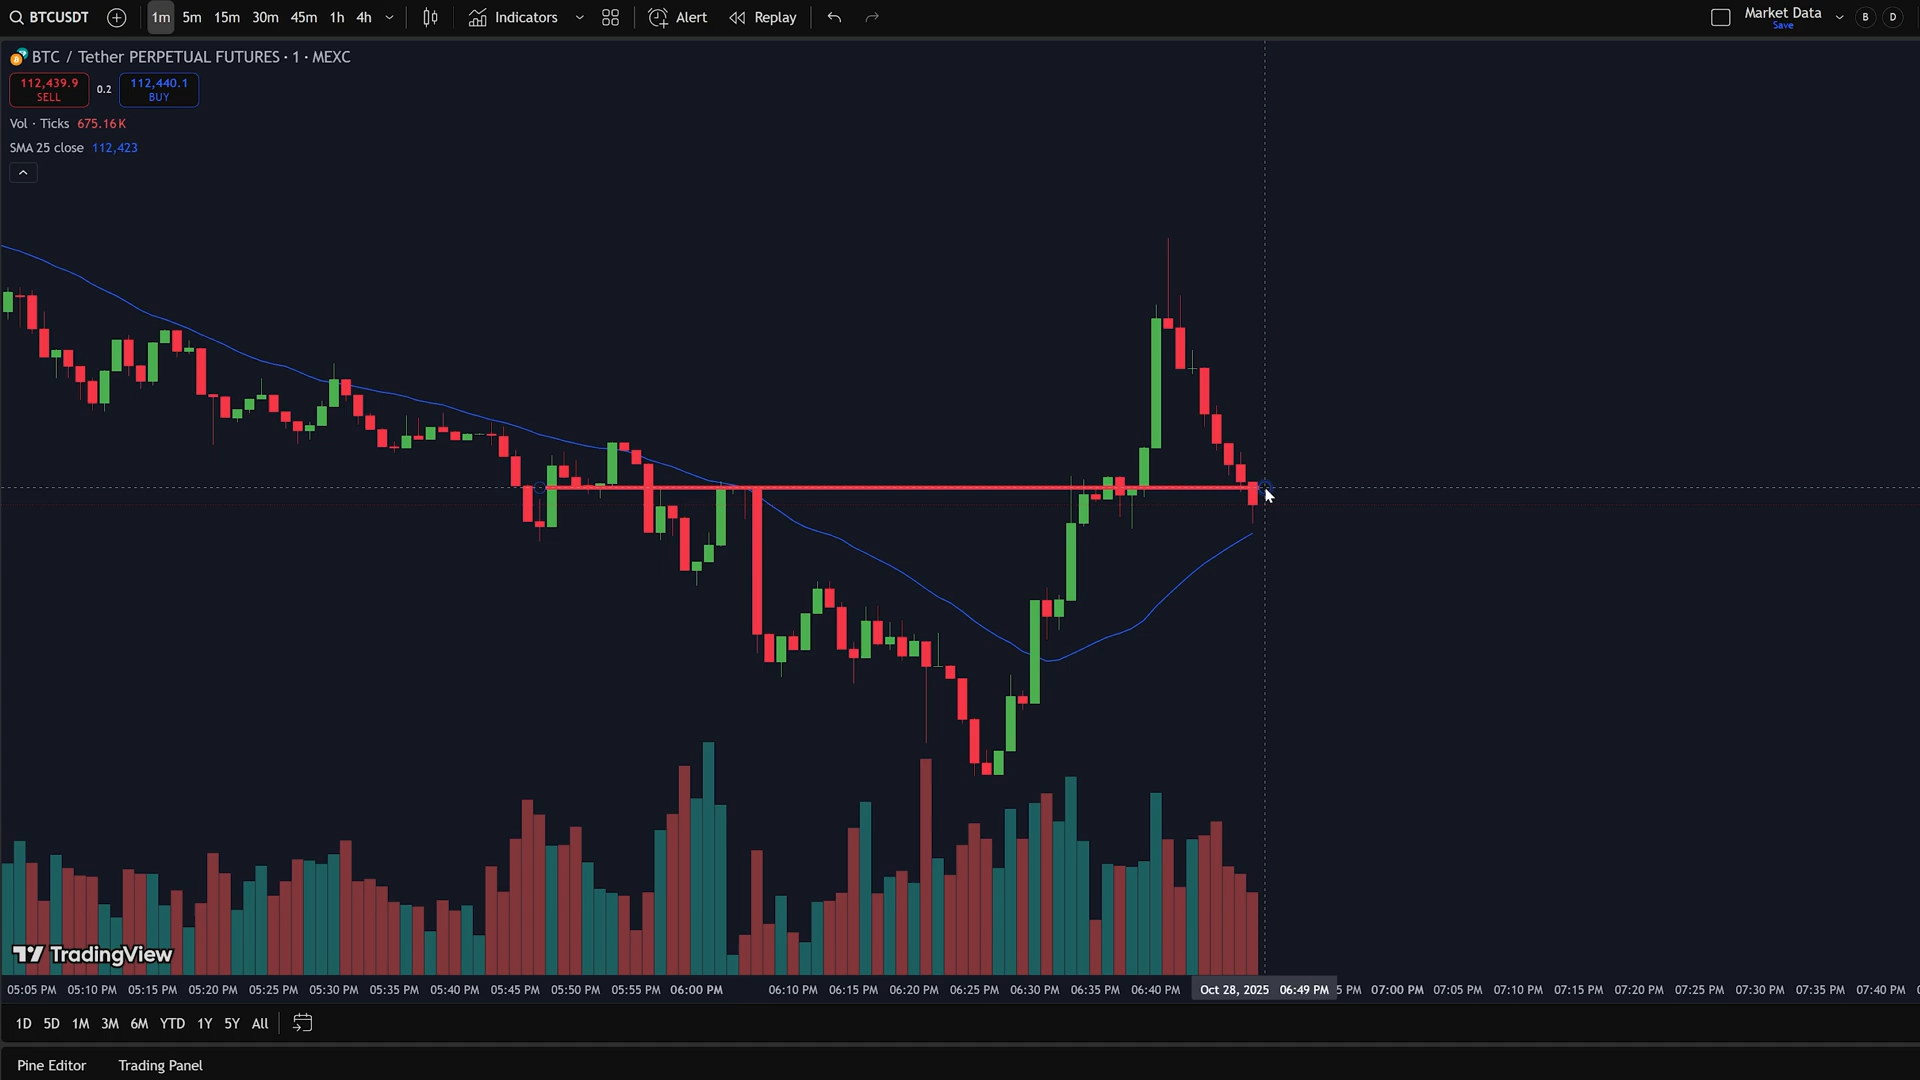 BTCUSDT 1m 5m 15m 30m 45m 1h 4h Indicators Alert Replay Market Data B D
Save
BTC / Tether PERPETUAL FUTURES · 1 · MEXC
112,439.9 0.2 112,440.1
SELL BUY
Vol · Ticks 675.16 K
SMA 25 close 112,423
TradingView
05:05 PM 05:10 PM 05:15 PM 05:20 PM 05:25 PM 05:30 PM 05:35 PM 05:40 PM 05:45 PM 05:50 PM 05:55 PM 06:00 PM 06:10 PM 06:15 PM 06:20 PM 06:25 PM 06:30 PM 06:35 PM 06:40 PM Oct 28, 2025 06:49 PM 5 PM 07:00 PM 07:05 PM 07:10 PM 07:15 PM 07:20 PM 07:25 PM 07:30 PM 07:35 PM 07:40 PM
1D 5D 1M 3M 6M YTD 1Y 5Y All
Pine Editor Trading Panel